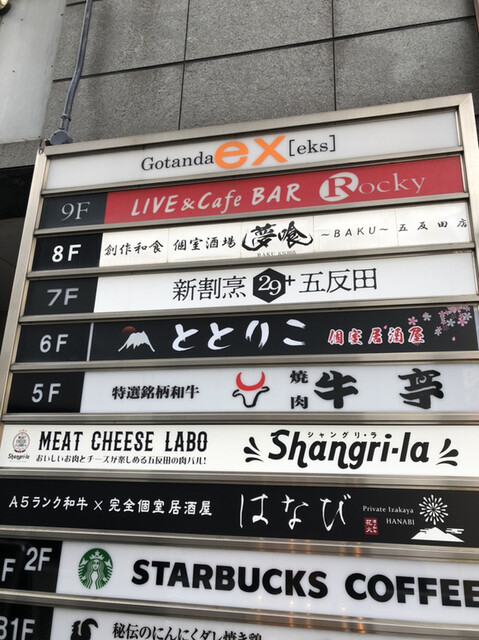 Gotanda ex [eks]
9F LIVE & Cafe BAR Rocky
8F 創作和食 個室酒場 夢喰 ～BAKU～ 五反田店
7F 新割烹 29+ 五反田
6F ととりこ 個室居酒屋
5F 特選銘柄和牛 焼肉 牛亭
MEAT CHEESE LABO シャングリ・ラ
おいしいお肉とチーズが楽しめる五反田の肉バル! Shangri-la
A5ランク和牛×完全個室居酒屋 はなび Private Izakaya
HANABI
F 2F STARBUCKS COFFEE
B1F 秘伝のにんにくダレ焼き鶏